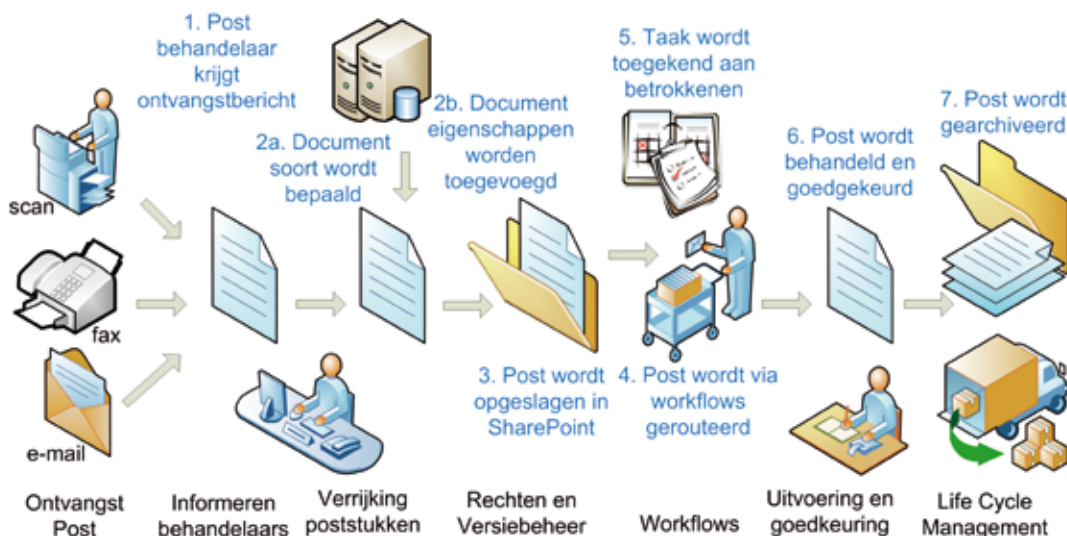 1. Post
behandelaar
krijgt
ontvangstbericht
2a. Document
soort wordt
bepaald
2b. Document
eigenschappen
worden
toegevoegd
5. Taak wordt
toegekend aan
betrokkenen
6. Post wordt
behandeld en
goedgekeurd
7. Post wordt
gearchiveerd
scan
fax
e-mail
3. Post wordt
opgeslagen in
SharePoint
4. Post wordt via
workflows
gerouteerd
Ontvangst
Post
Informeren
behandelaars
Verrijking
poststukken
Rechten en
Versiebeheer
Workflows
Uitvoering en
goedkeuring
Life Cycle
Management